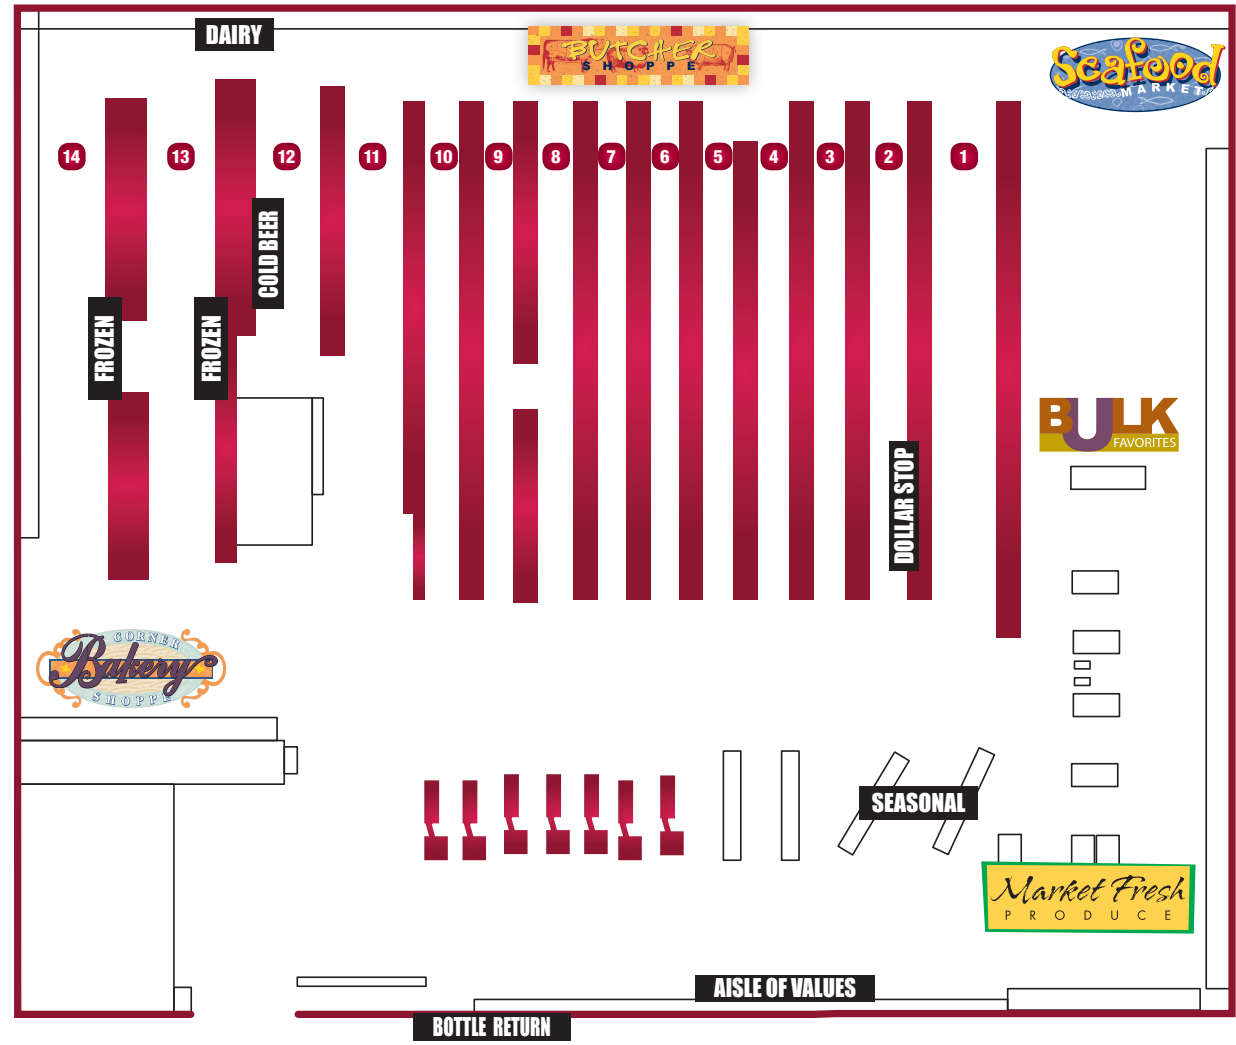 DAIRY
BUTCHER
SHOPPE
Seafood
MARKET
14
13
12
11
10
9
8
7
6
5
4
3
2
1
COLD BEER
FROZEN
FROZEN
BULK
FAVORITES
DOLLAR STOP
CORNER
Bakery
SHOPPE
SEASONAL
Market Fresh
PRODUCE
AISLE OF VALUES
BOTTLE RETURN